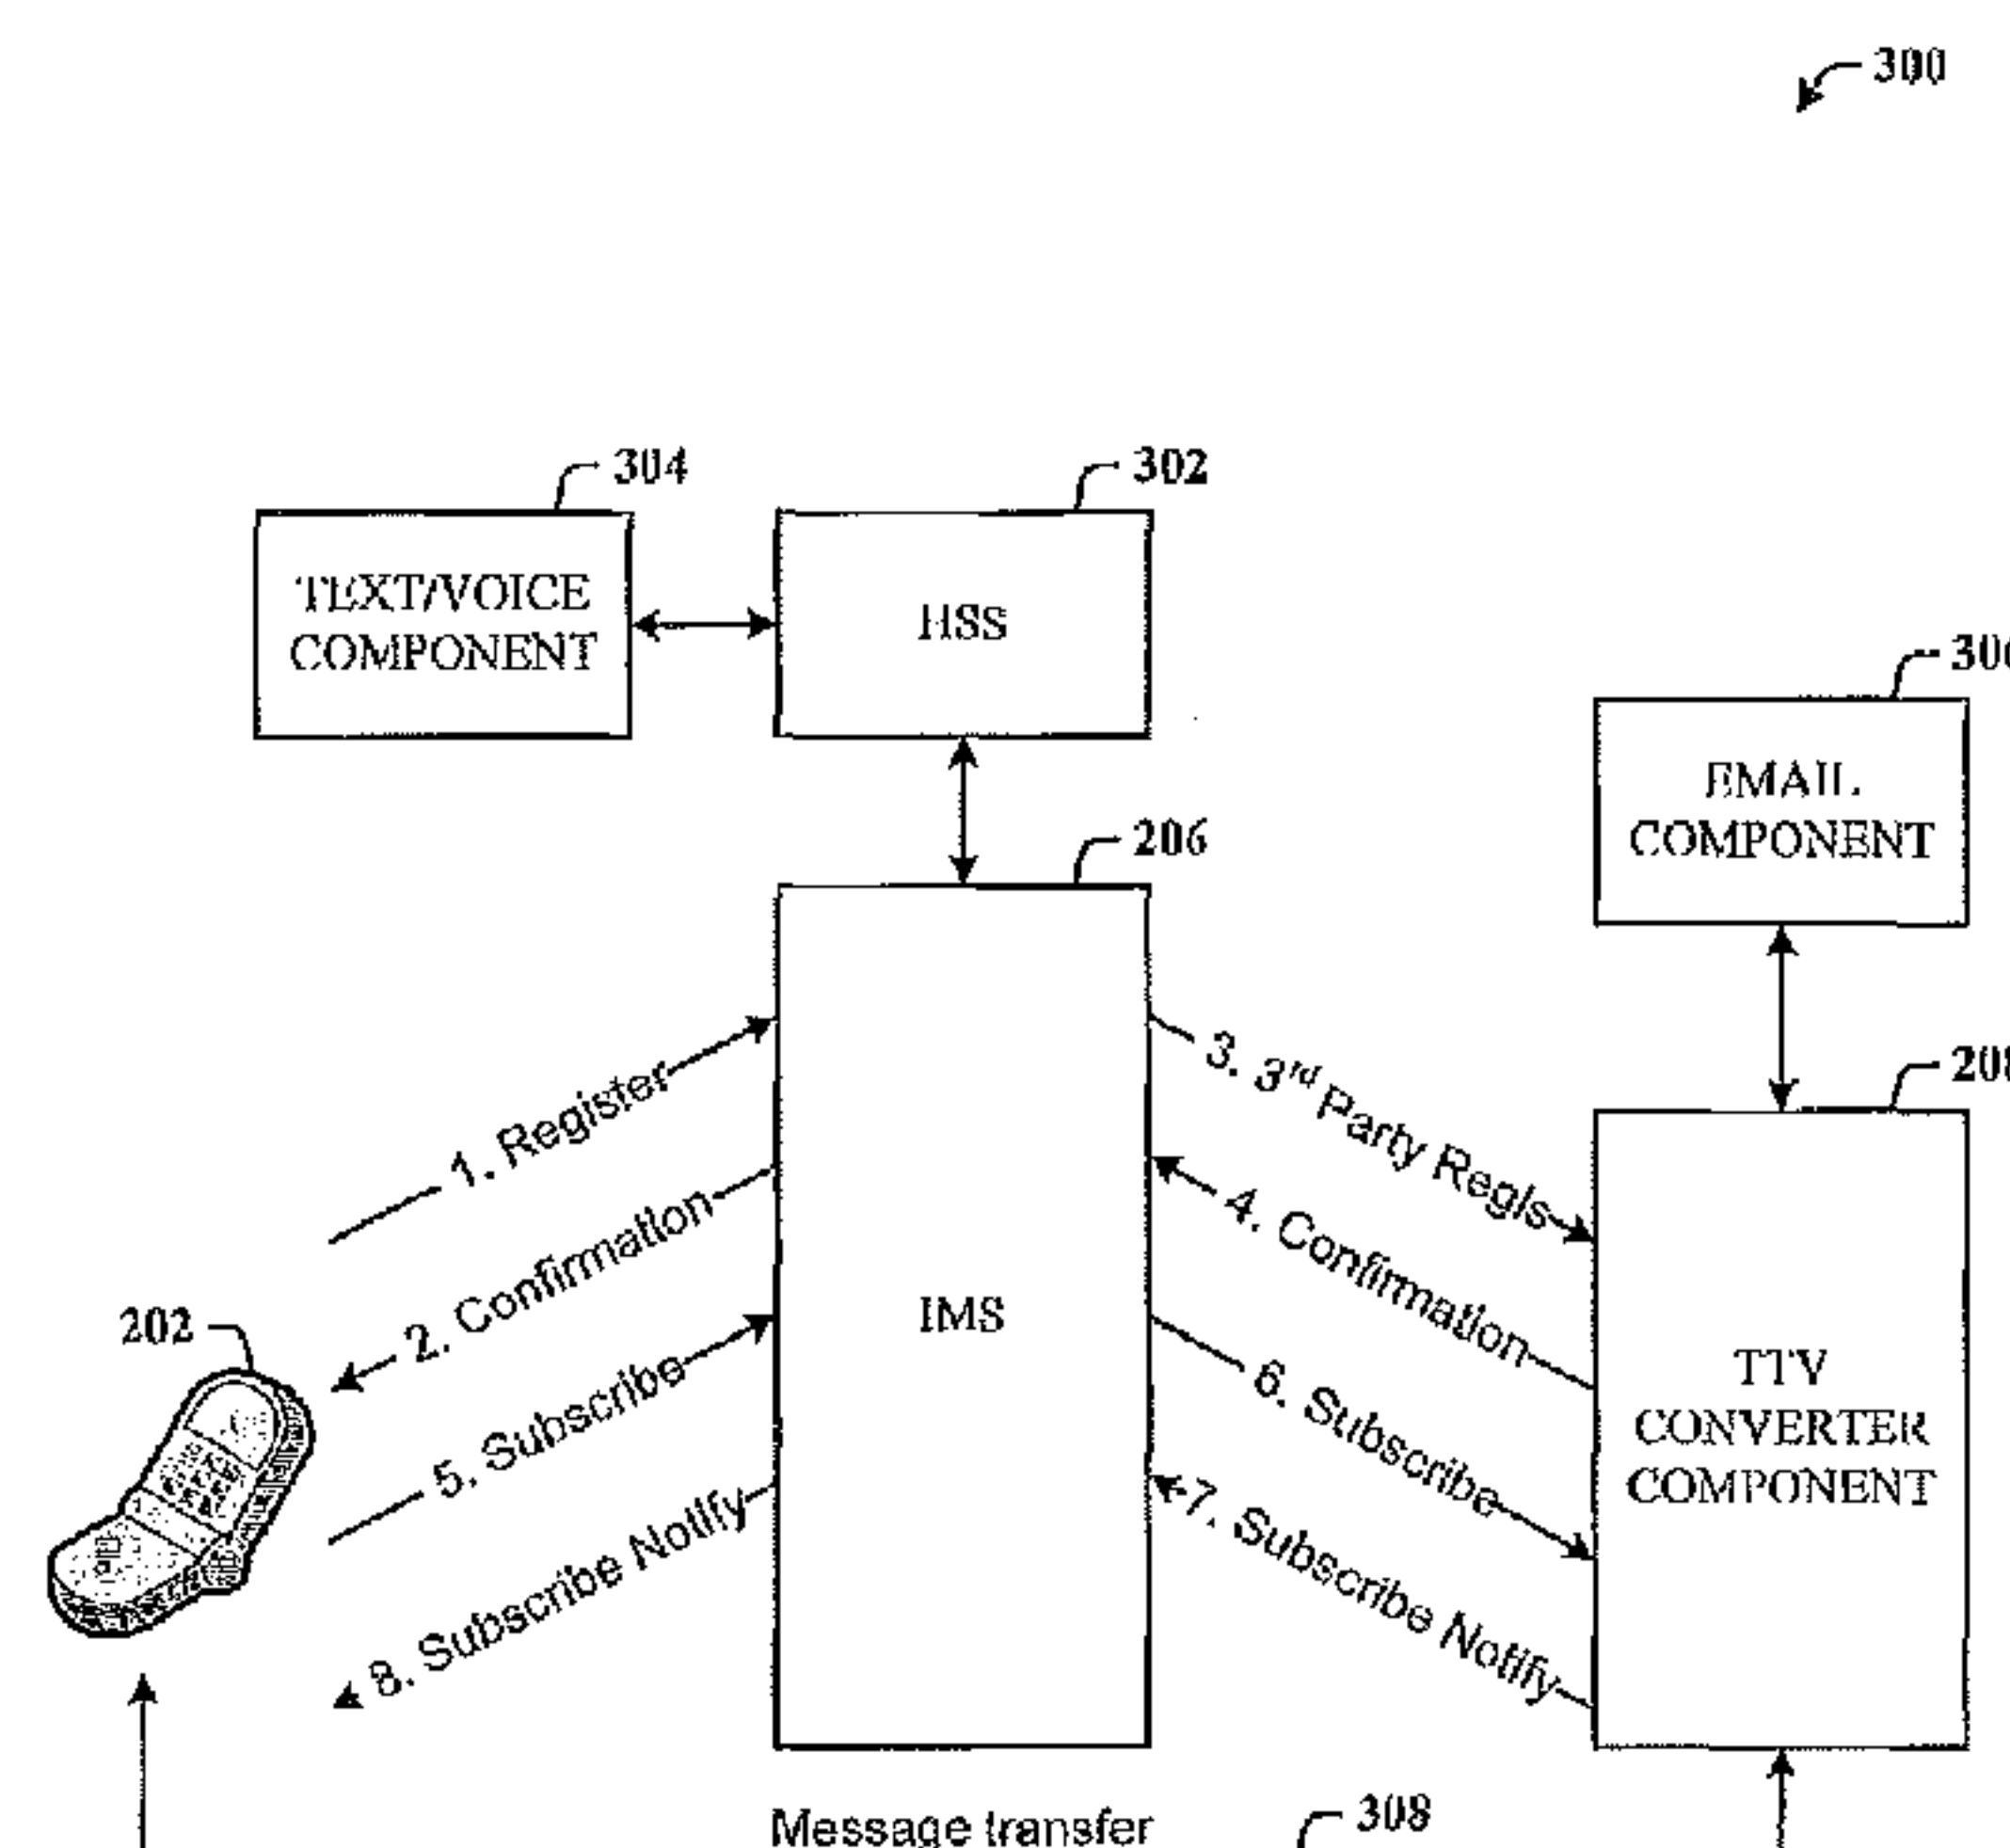 300
304
302
TEXT/VOICE
COMPONENT
HSS
EMAIL
COMPONENT
206
1. Register
3. 3rd Party Regis
2. Confirmation
4. Confirmation
202
IMS
5. Subscribe
6. Subscribe
TTV
CONVERTER
COMPONENT
8. Subscribe Notify
7. Subscribe Notify
Message transfer
308